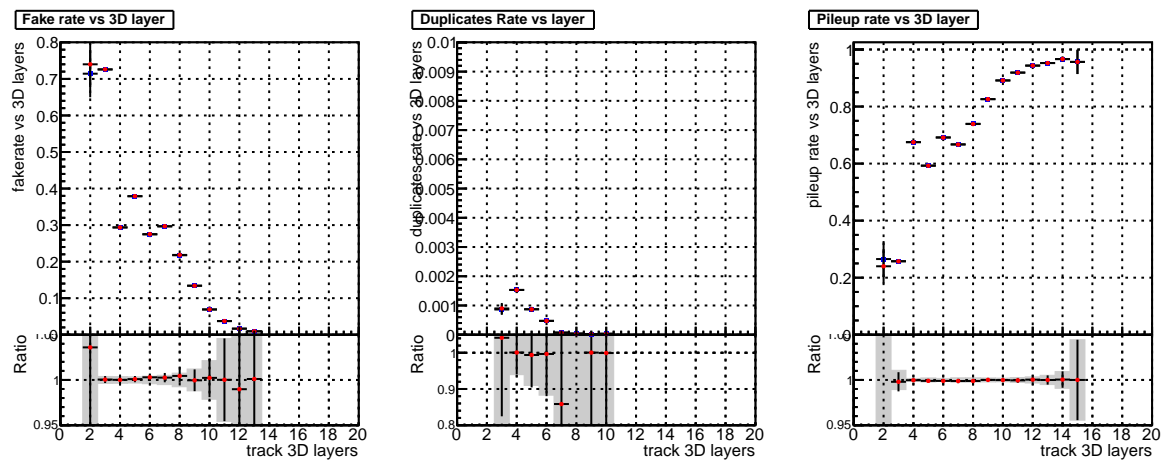 Fake rate vs 3D layer
fakerate vs 3D layers
0.8
0.7
0.6
0.5
0.4
0.3
0.2
0.1
0
Ratio
1
0.95
0 2 4 6 8 10 12 14 16 18 20
track 3D layers
Duplicates Rate vs layer
duplicates rate vs 3D layers
0.01
0.009
0.008
0.007
0.006
0.005
0.004
0.003
0.002
0.001
0
Ratio
1
0.9
0.8
0 2 4 6 8 10 12 14 16 18 20
track 3D layers
Pileup rate vs 3D layer
pileup rate vs 3D layers
1
0.8
0.6
0.4
0.2
0
Ratio
1
0.95
0 2 4 6 8 10 12 14 16 18 20
track 3D layers